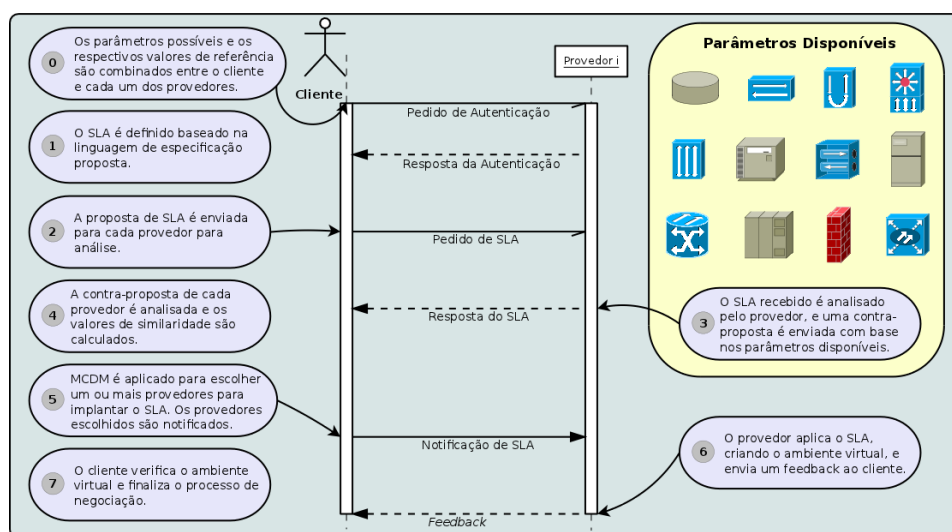 0
Os parâmetros possíveis e os
respectivos valores de referência
são combinados entre o cliente
e cada um dos provedores.
Cliente
Provedor i
Parâmetros Disponíveis
Pedido de Autenticação
1
O SLA é definido baseado na
linguagem de especificação
proposta.
Resposta da Autenticação
2
A proposta de SLA é enviada
para cada provedor para
análise.
Pedido de SLA
3
O SLA recebido é analisado
pelo provedor, e uma contra-
proposta é enviada com base
nos parâmetros disponíveis.
Resposta do SLA
4
A contra-proposta de cada
provedor é analisada e os
valores de similaridade são
calculados.
5
MCDM é aplicado para escolher
um ou mais provedores para
implantar o SLA. Os provedores
escolhidos são notificados.
Notificação de SLA
6
O provedor aplica o SLA,
criando o ambiente virtual, e
envia um feedback ao cliente.
7
O cliente verifica o ambiente
virtual e finaliza o processo de
negociação.
Feedback